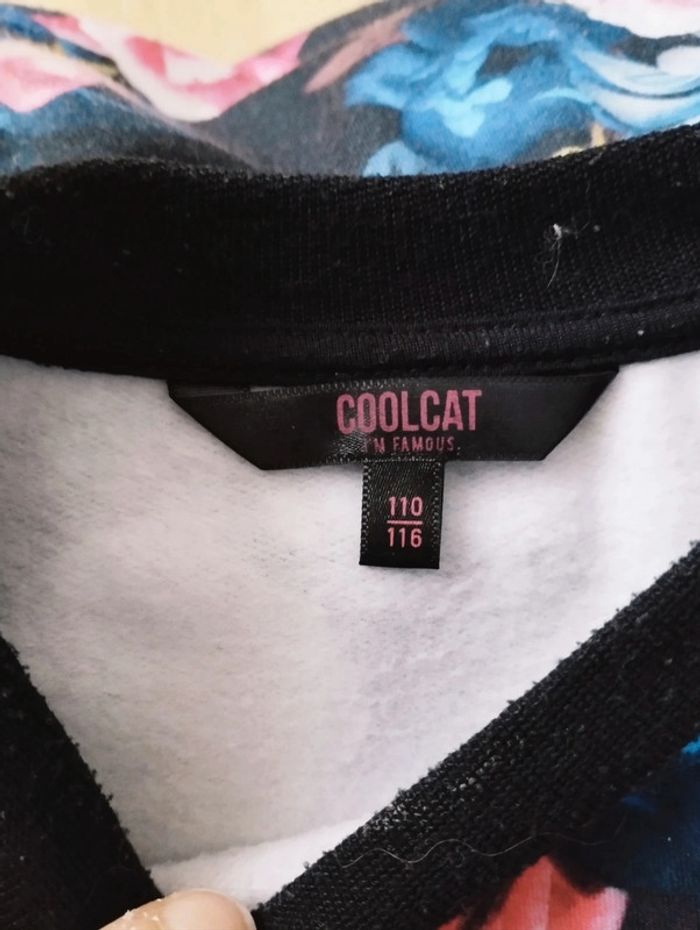 COOLCAT
I'M FAMOUS.
110
116